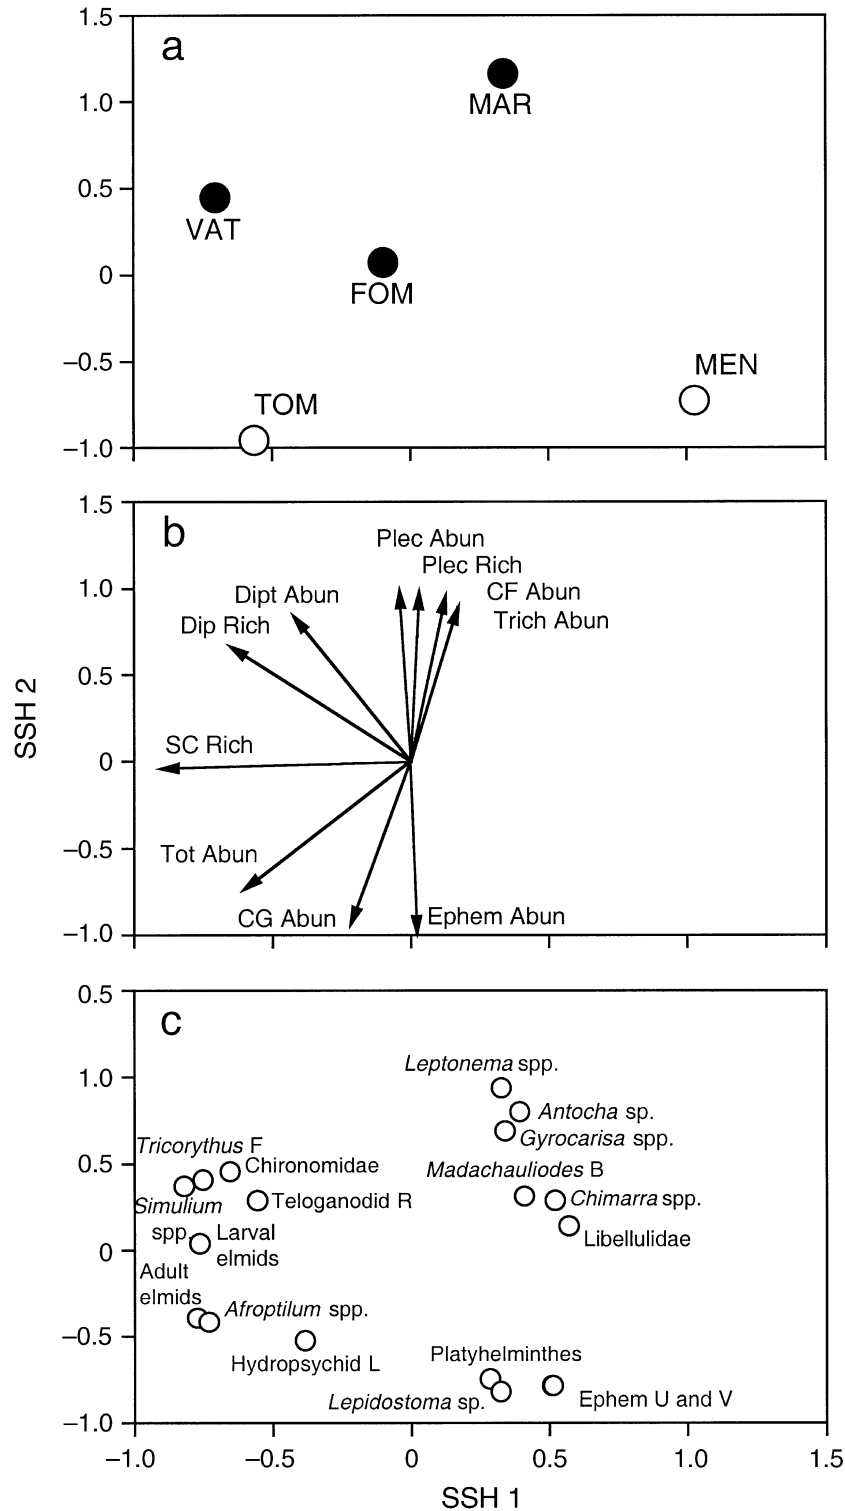 1.5
a
MAR
1.0
0.5
VAT
0
FOM
−0.5
MEN
TOM
−1.0
1.5
b
Plec Abun
Plec Rich
1.0
Dipt Abun
CF Abun
Dip Rich
Trich Abun
0.5
SSH 2
SC Rich
0
−0.5
Tot Abun
CG Abun
Ephem Abun
−1.0
0.5
c
Leptonema spp.
1.0
Antocha sp.
Gyrocarisa spp.
Tricorythus F
0.5
Chironomidae
Madachauliodes B
Simulium
spp.
Teloganodid R
Chimarra spp.
Larval
elmids
Libellulidae
0
Adult
elmids
Afroptilum spp.
−0.5
Hydropsychid L
Platyhelminthes
Lepidostoma sp.
Ephem U and V
−1.0
−1.0 −0.5 0 0.5 1.0 1.5
SSH 1